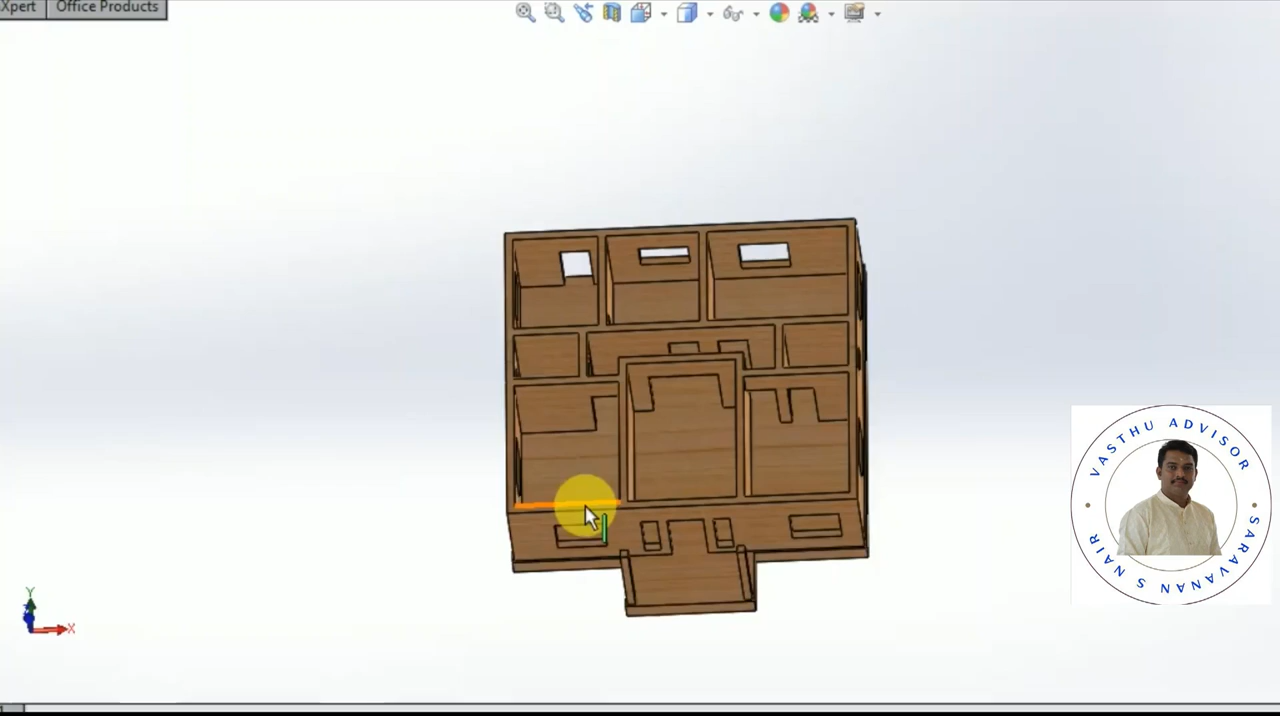 Xpert
Office Products
VASTHU ADVISOR
SARAVANAN S NAIR
Y
X